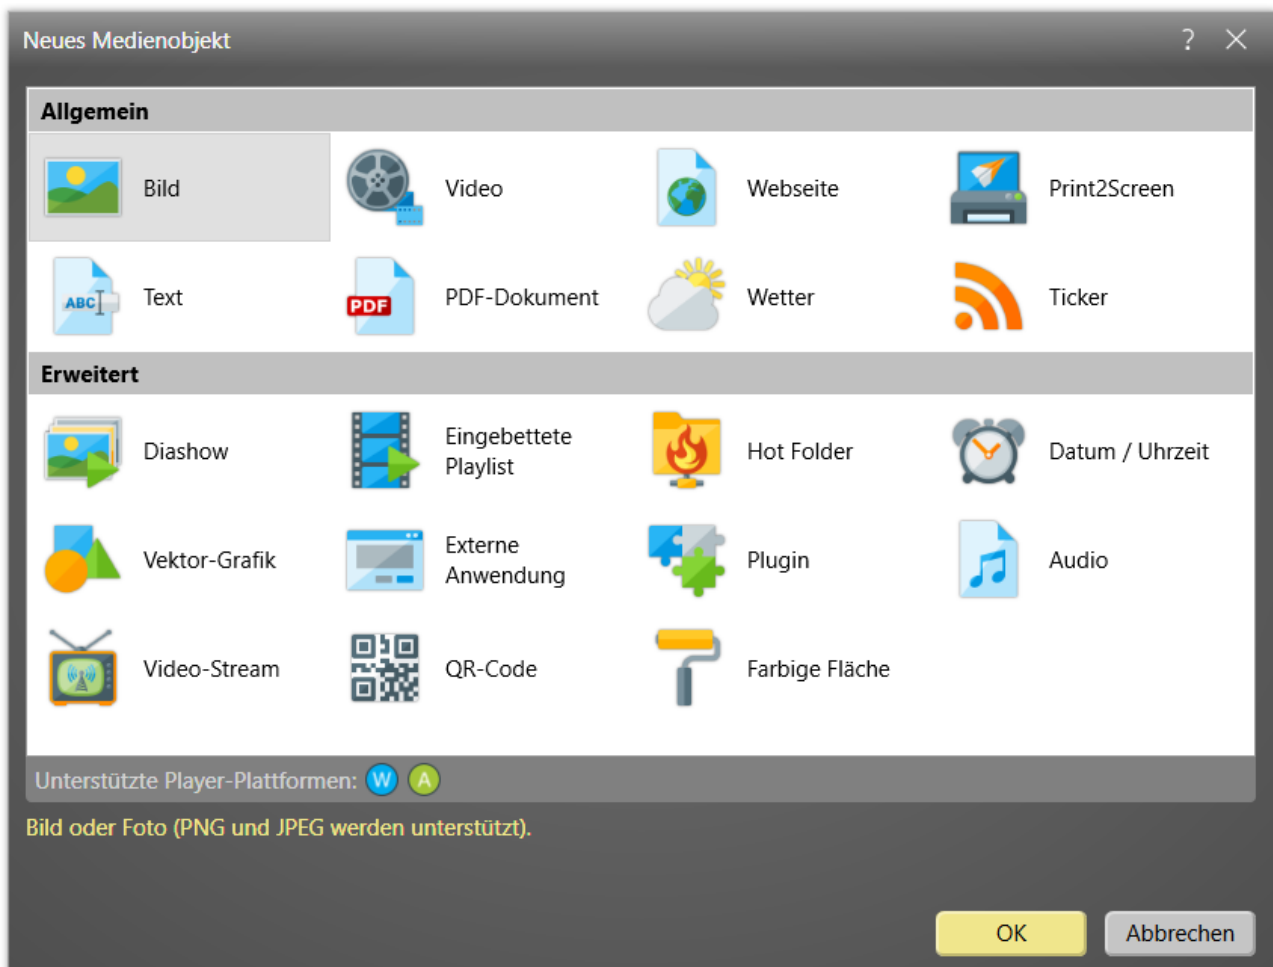 Neues Medienobjekt ?
Allgemein
Bild
Video
Webseite
Print2Screen
ABC
Text
PDF
PDF-Dokument
Wetter
Ticker
Erweitert
Diashow
Eingebettete
Playlist
Hot Folder
Datum / Uhrzeit
Vektor-Grafik
Externe
Anwendung
Plugin
Audio
Video-Stream
QR-Code
Farbige Fläche
Unterstützte Player-Plattformen: W A
Bild oder Foto (PNG und JPEG werden unterstützt).
OK
Abbrechen